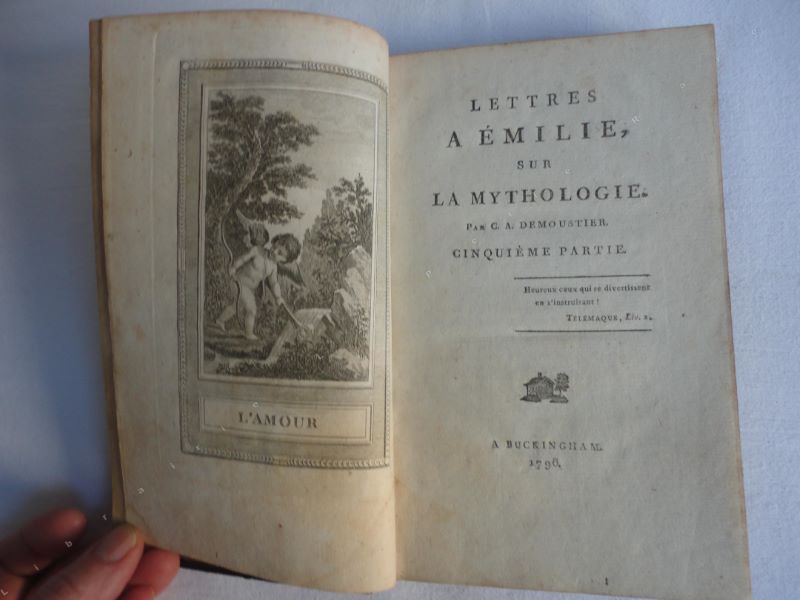 L'AMOUR
LETTRES
A ÉMILIE,
SUR
LA MYTHOLOGIE.
PAR C. A. DEMOUSTIER.
CINQUIÈME PARTIE.
Heureux ceux qui se divertissent
en s'instruisant !
TÉLÉMAQUE, Liv. 2.
A BUCKINGHAM.
1796.
1